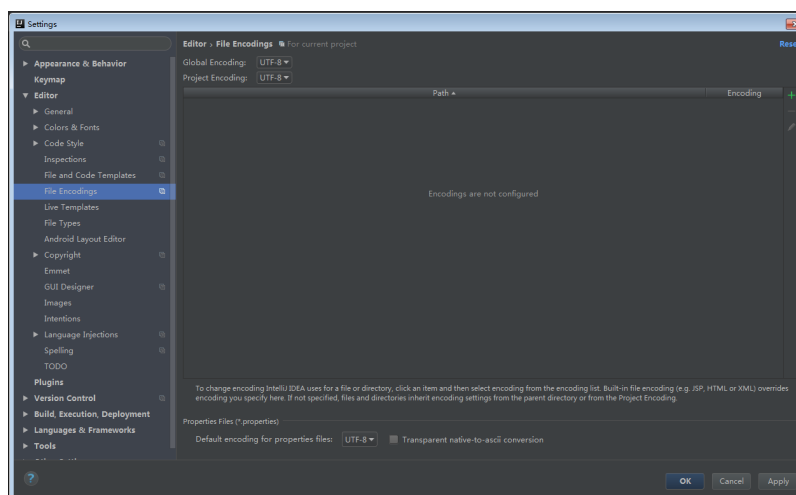 Settings
Editor › File Encodings For current project
Appearance & Behavior
Keymap
Editor
General
Colors & Fonts
Code Style
Inspections
File and Code Templates
File Encodings
Live Templates
File Types
Android Layout Editor
Copyright
Emmet
GUI Designer
Images
Intentions
Language Injections
Spelling
TODO
Plugins
Version Control
Build, Execution, Deployment
Languages & Frameworks
Tools
Global Encoding: UTF-8
Project Encoding: UTF-8
Path Encoding
Encodings are not configured
To change encoding IntelliJ IDEA uses for a file or directory, click an item and then select encoding from the encoding list. Built-in file encoding (e.g. JSP, HTML or XML) overrides
encoding you specify here. If not specified, files and directories inherit encoding settings from the parent directory or from the Project Encoding.
Properties Files (*.properties)
Default encoding for properties files: UTF-8 Transparent native-to-ascii conversion
? OK Cancel Apply